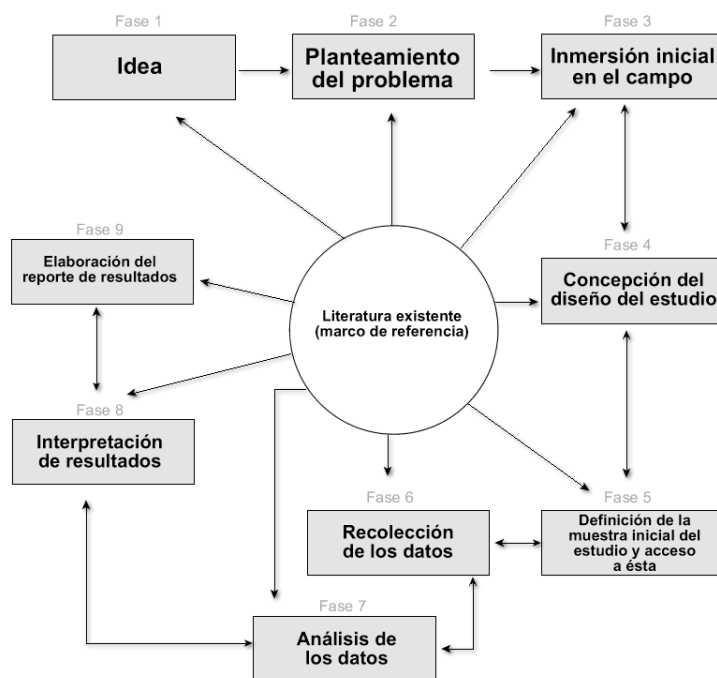 Fase 1
Idea
Fase 2
Planteamiento
del problema
Fase 3
Inmersión inicial
en el campo
Fase 9
Elaboración del
reporte de resultados
Literatura existente
(marco de referencia)
Fase 4
Concepción del
diseño del estudio
Fase 8
Interpretación
de resultados
Fase 6
Recolección
de los datos
Fase 5
Definición de la
muestra inicial del
estudio y acceso
a ésta
Fase 7
Análisis de
los datos